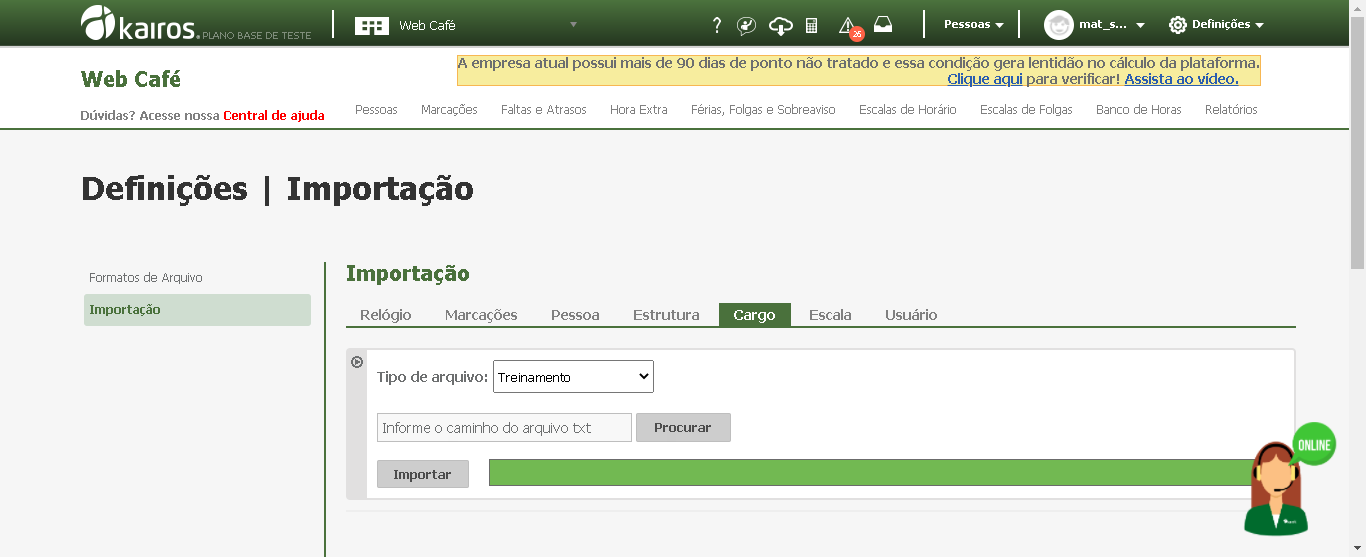 kairos. PLANO BASE DE TESTE
Web Café
?
26
Pessoas
mat_s...
Definições
Web Café
A empresa atual possui mais de 90 dias de ponto não tratado e essa condição gera lentidão no cálculo da plataforma.
Clique aqui para verificar! Assista ao vídeo.
Dúvidas? Acesse nossa Central de ajuda
Pessoas Marcações Faltas e Atrasos Hora Extra Férias, Folgas e Sobreaviso Escalas de Horário Escalas de Folgas Banco de Horas Relatórios
Definições | Importação
Formatos de Arquivo
Importação
Importação
Relógio Marcações Pessoa Estrutura Cargo Escala Usuário
Tipo de arquivo: Treinamento
Informe o caminho do arquivo txt Procurar
Importar
ONLINE